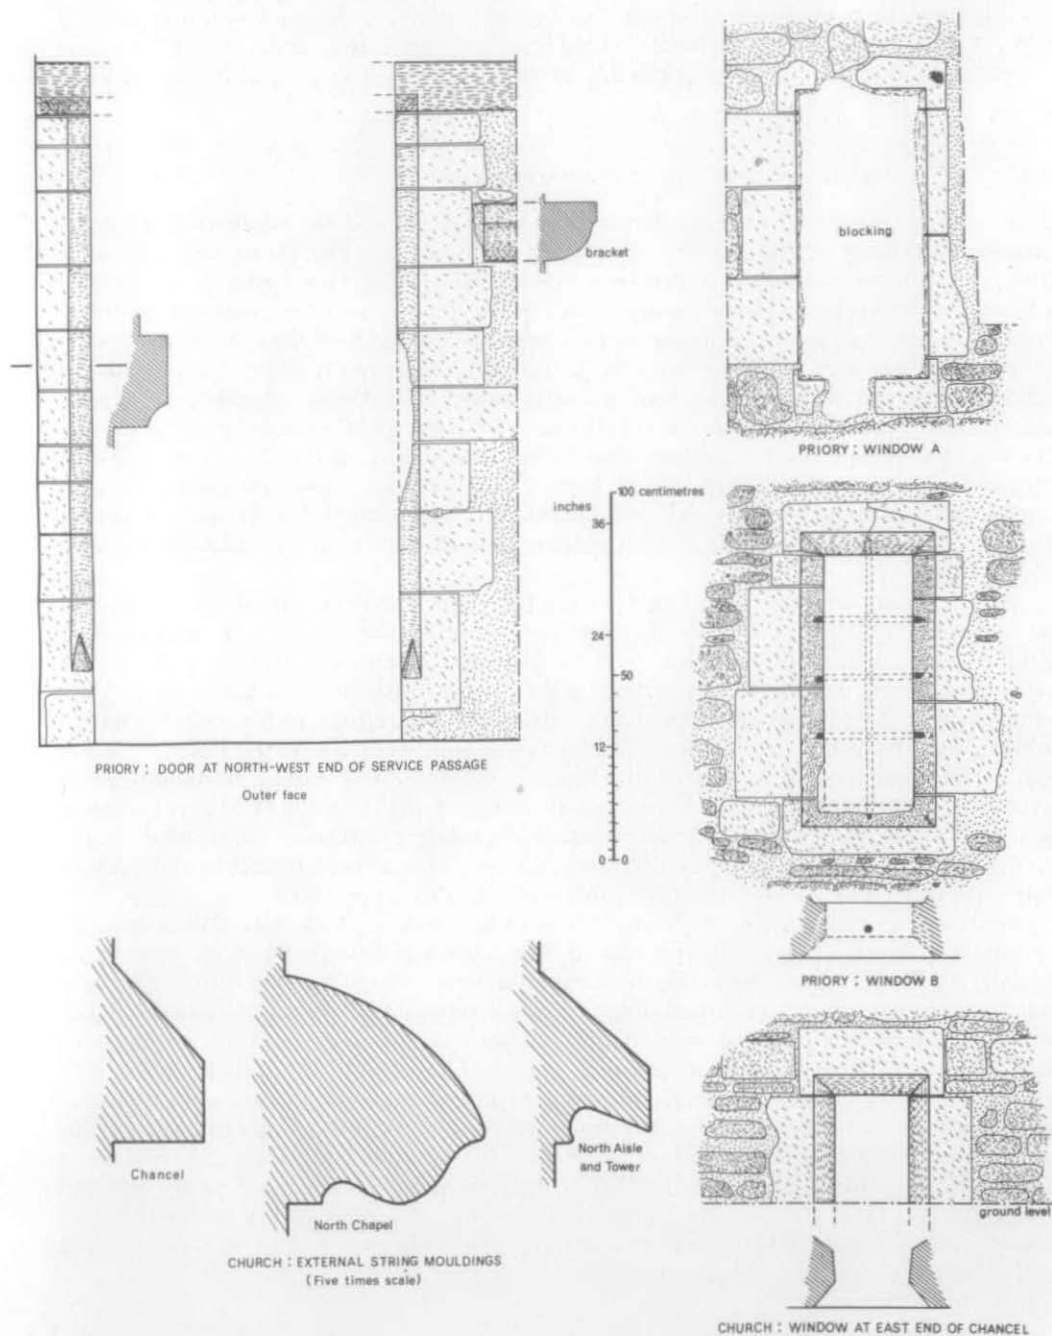 bracket
PRIORY : DOOR AT NORTH-WEST END OF SERVICE PASSAGE
Outer face
blocking
PRIORY : WINDOW A
100 centimetres
inches
36
24
50
12
0
0
PRIORY : WINDOW B
Chancel
North Chapel
North Aisle
and Tower
CHURCH : EXTERNAL STRING MOULDINGS
(Five times scale)
ground level
CHURCH : WINDOW AT EAST END OF CHANCEL